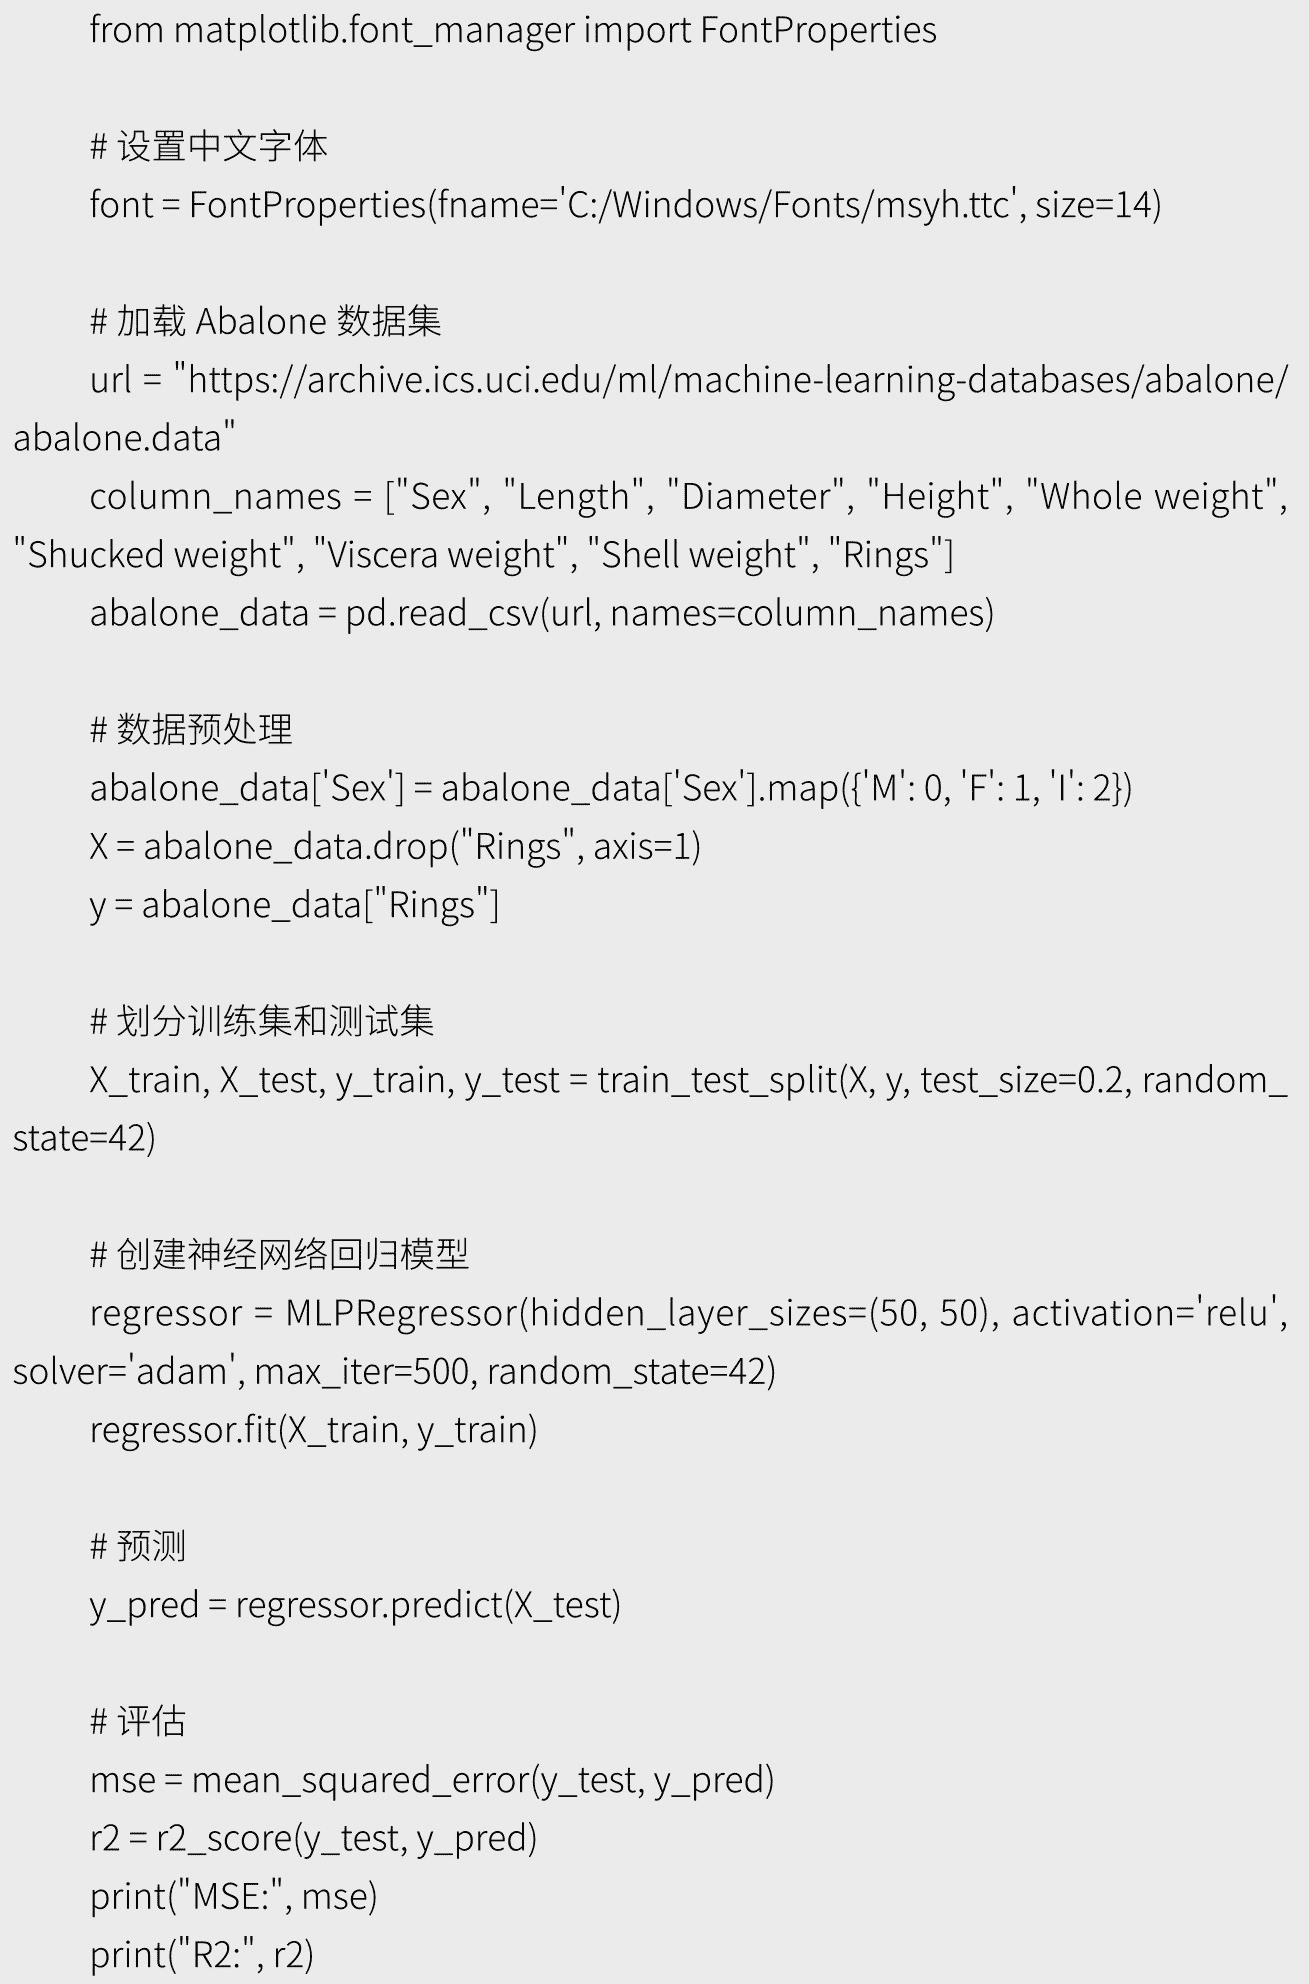 from matplotlib.font_manager import FontProperties
# 设置中文字体
font = FontProperties(fname='C:/Windows/Fonts/msyh.ttc', size=14)
# 加载 Abalone 数据集
url = "https://archive.ics.uci.edu/ml/machine-learning-databases/abalone/
abalone.data"
column_names = ["Sex", "Length", "Diameter", "Height", "Whole weight",
"Shucked weight", "Viscera weight", "Shell weight", "Rings"]
abalone_data = pd.read_csv(url, names=column_names)
# 数据预处理
abalone_data['Sex'] = abalone_data['Sex'].map({'M': 0, 'F': 1, 'I': 2})
X = abalone_data.drop("Rings", axis=1)
y = abalone_data["Rings"]
# 划分训练集和测试集
X_train, X_test, y_train, y_test = train_test_split(X, y, test_size=0.2, random_
state=42)
# 创建神经网络回归模型
regressor = MLPRegressor(hidden_layer_sizes=(50, 50), activation='relu',
solver='adam', max_iter=500, random_state=42)
regressor.fit(X_train, y_train)
# 预测
y_pred = regressor.predict(X_test)
# 评估
mse = mean_squared_error(y_test, y_pred)
r2 = r2_score(y_test, y_pred)
print("MSE:", mse)
print("R2:", r2)